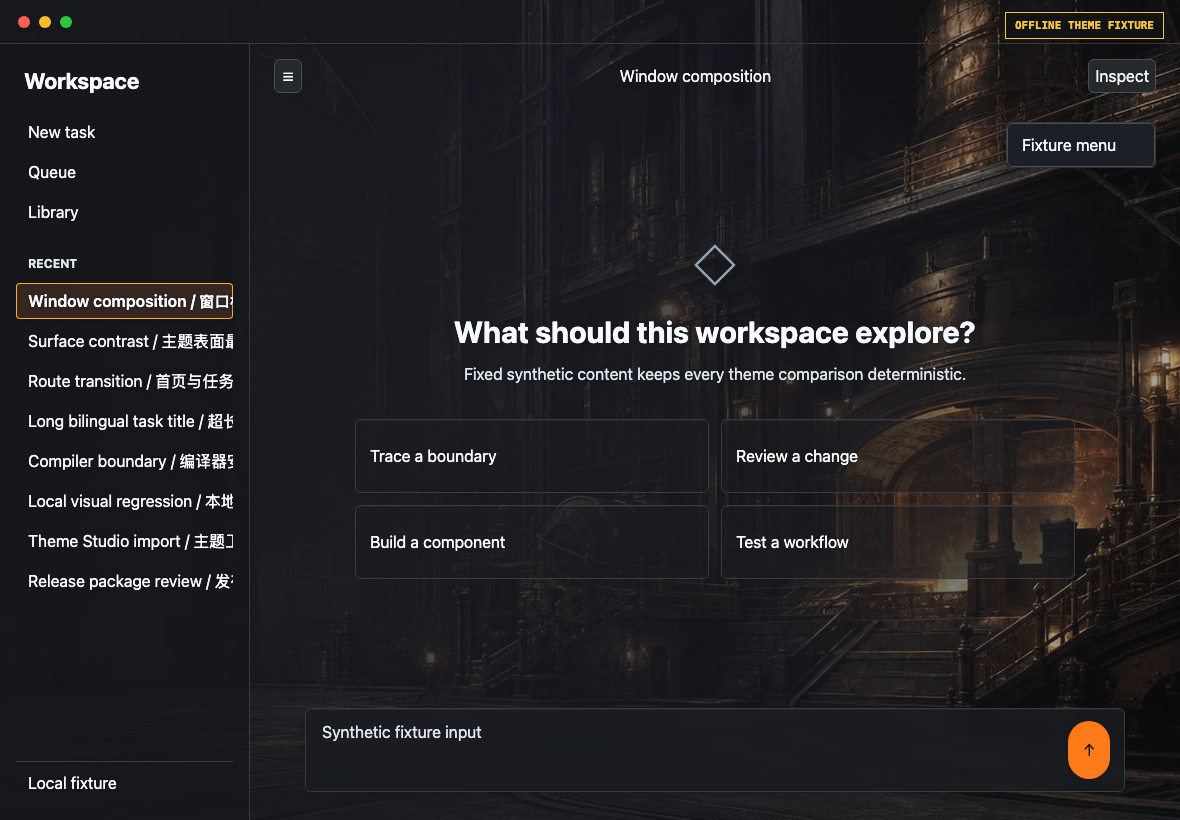 OFFLINE THEME FIXTURE
Workspace
Window composition
Inspect
New task
Fixture menu
Queue
Library
RECENT
Window composition / 窗口
Surface contrast / 主题表面
Route transition / 首页与任务
Long bilingual task title / 超长
Compiler boundary / 编译器
Local visual regression / 本地
Theme Studio import / 主题
Release package review / 发
What should this workspace explore?
Fixed synthetic content keeps every theme comparison deterministic.
Trace a boundary
Review a change
Build a component
Test a workflow
Synthetic fixture input
Local fixture